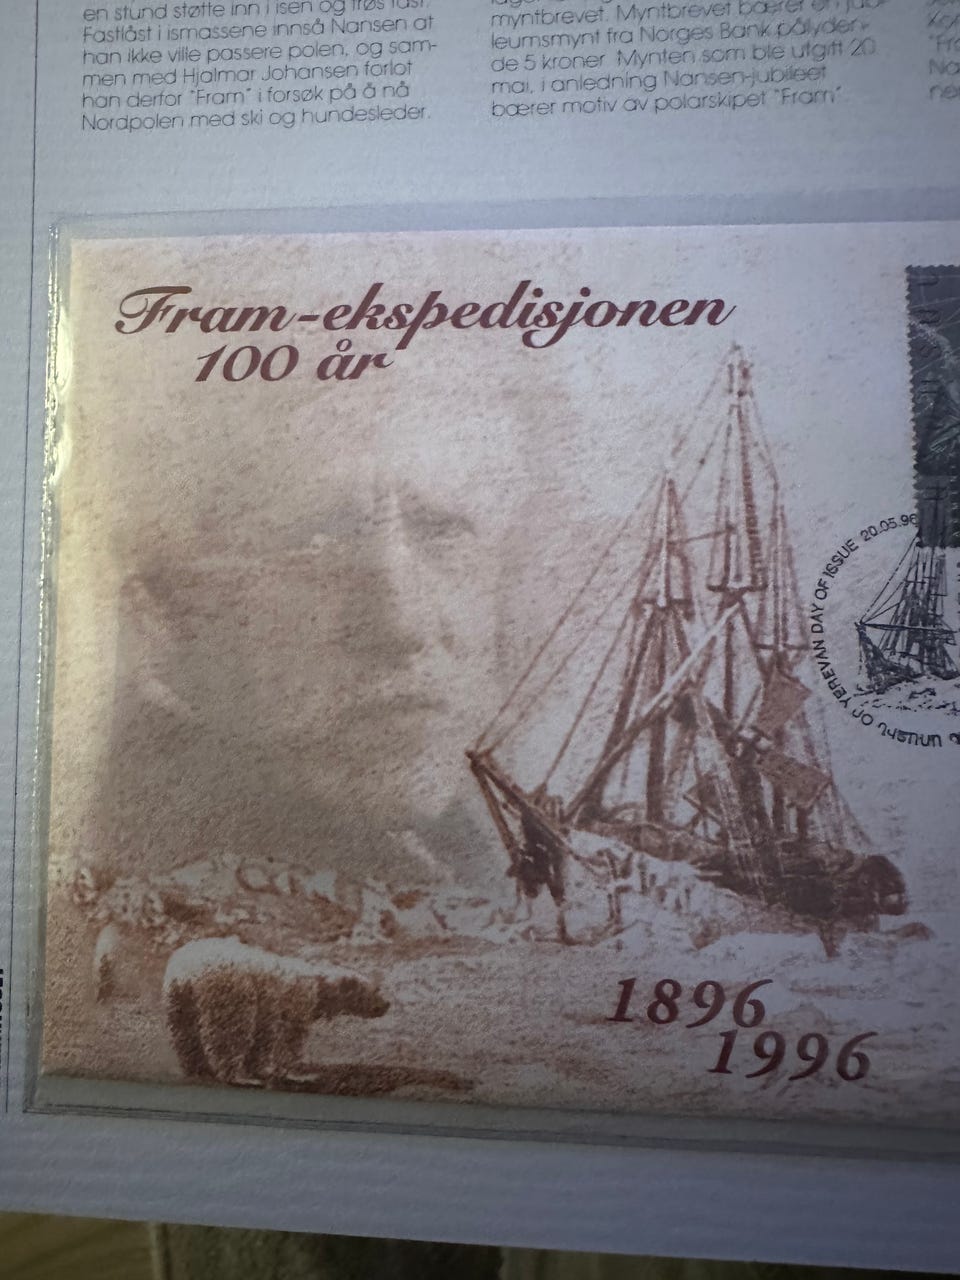 en stund støtte inn i isen og frøs fast.
Fastlåst i ismassene innså Nansen at
han ikke ville passere polen, og sam-
men med Hjalmar Johansen forlot
han derfor "Fram" i forsøk på å nå
Nordpolen med ski og hundesleder.
myntbrevet. Myntbrevet bærer en jubi-
leumsmynt fra Norges Bank pålyden-
de 5 kroner. Mynten som ble utgitt 20.
mai, i anledning Nansen-jubileet
bærer motiv av polarskipet "Fram".
Fram-ekspedisjonen
100 år
YEREVAN DAY OF ISSUE 20.05.96
1896
1996